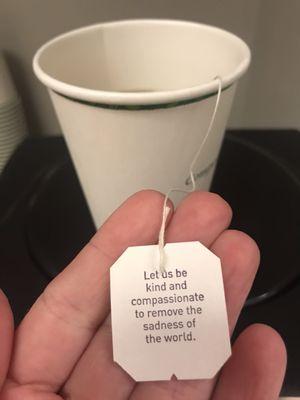 Let us be
kind and
compassionate
to remove the
sadness of
the world.